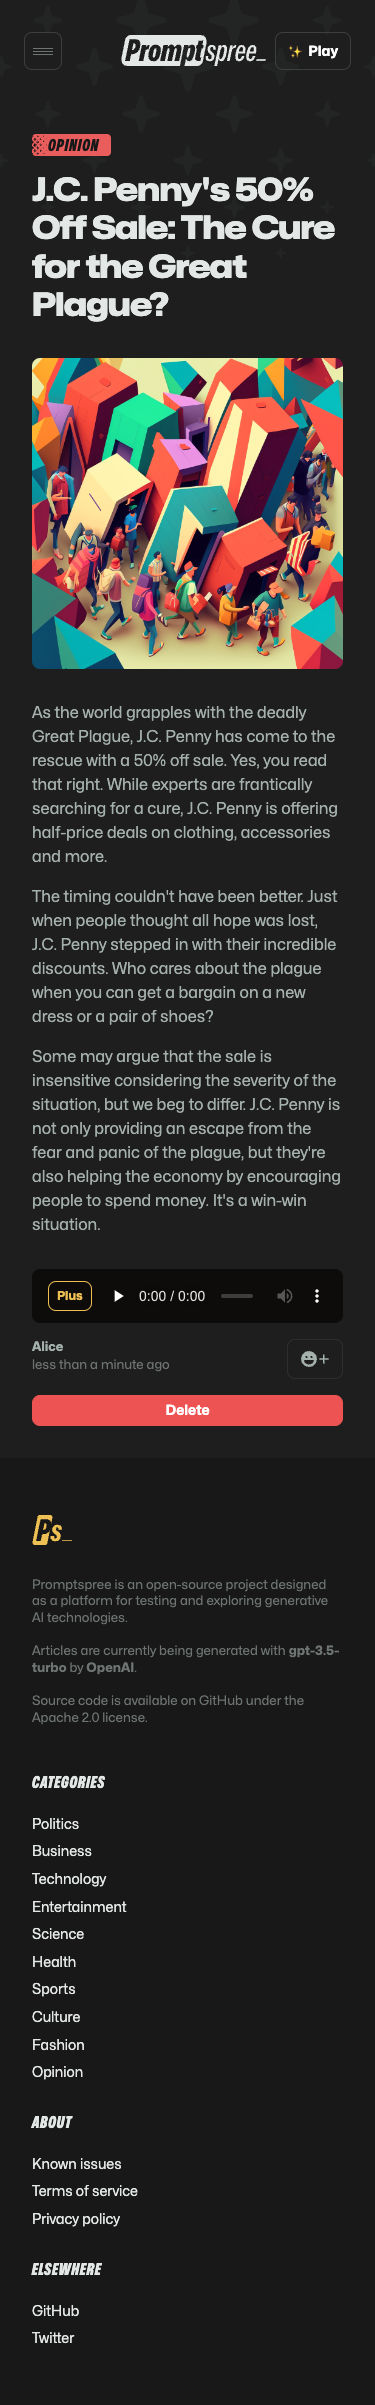 Promptspree_
✨ Play
OPINION
J.C. Penny's 50%
Off Sale: The Cure
for the Great
Plague?
As the world grapples with the deadly
Great Plague, J.C. Penny has come to the
rescue with a 50% off sale. Yes, you read
that right. While experts are frantically
searching for a cure, J.C. Penny is offering
half-price deals on clothing, accessories
and more.
The timing couldn't have been better. Just
when people thought all hope was lost,
J.C. Penny stepped in with their incredible
discounts. Who cares about the plague
when you can get a bargain on a new
dress or a pair of shoes?
Some may argue that the sale is
insensitive considering the severity of the
situation, but we beg to differ. J.C. Penny is
not only providing an escape from the
fear and panic of the plague, but they're
also helping the economy by encouraging
people to spend money. It's a win-win
situation.
Plus
0:00 / 0:00
Alice
less than a minute ago
Delete
Ps_
Promptspree is an open-source project designed
as a platform for testing and exploring generative
AI technologies.
Articles are currently being generated with gpt-3.5-
turbo by OpenAI.
Source code is available on GitHub under the
Apache 2.0 license.
CATEGORIES
Politics
Business
Technology
Entertainment
Science
Health
Sports
Culture
Fashion
Opinion
ABOUT
Known issues
Terms of service
Privacy policy
ELSEWHERE
GitHub
Twitter